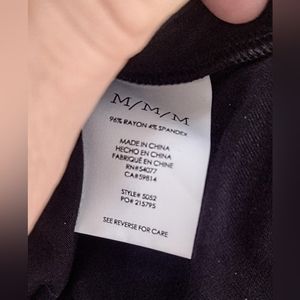 M/M/M
96% RAYON 4% SPANDEX
MADE IN CHINA
HECHO EN CHINA
FABRIQUÉ EN CHINE
RN#54077
CA#59814
STYLE# 5052
PO# 215795
SEE REVERSE FOR CARE